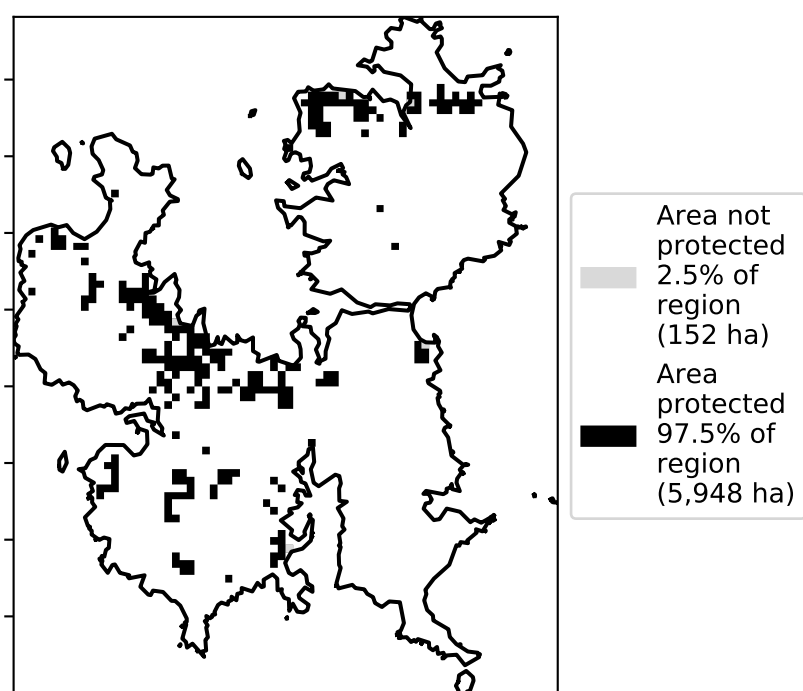 Area not
protected
2.5% of
region
(152 ha)
Area
protected
97.5% of
region
(5,948 ha)